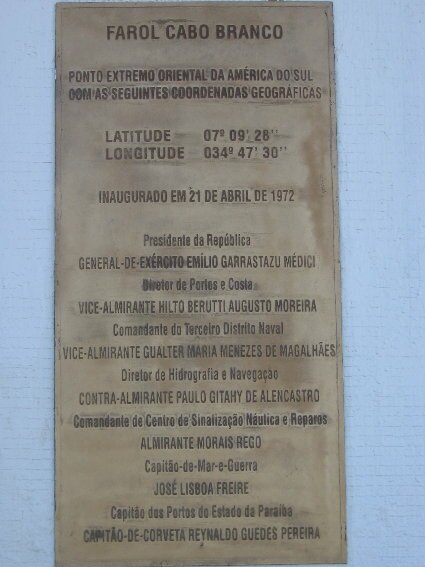 FAROL CABO BRANCO
PONTO EXTREMO ORIENTAL DA AMÉRICA DO SUL
COM AS SEGUINTES COORDENADAS GEOGRÁFICAS
LATITUDE 07º 09' 28"
LONGITUDE 034º 47' 30"
INAUGURADO EM 21 DE ABRIL DE 1972
Presidente da República
GENERAL-DE-EXÉRCITO EMÍLIO GARRASTAZU MÉDICI
Diretor de Portos e Costa
VICE-ALMIRANTE HILTO BERUTTI AUGUSTO MOREIRA
Comandante do Terceiro Distrito Naval
VICE-ALMIRANTE GUALTER MARIA MENEZES DE MAGALHÃES
Diretor de Hidrografia e Navegação
CONTRA-ALMIRANTE PAULO GITAHY DE ALENCASTRO
Comandante do Centro de Sinalização Náutica e Reparos
ALMIRANTE MORAIS REGO
Capitão-de-Mar-e-Guerra
JOSÉ LISBOA FREIRE
Capitão dos Portos do Estado da Paraíba
CAPITÃO-DE-CORVETA REYNALDO GUEDES PEREIRA